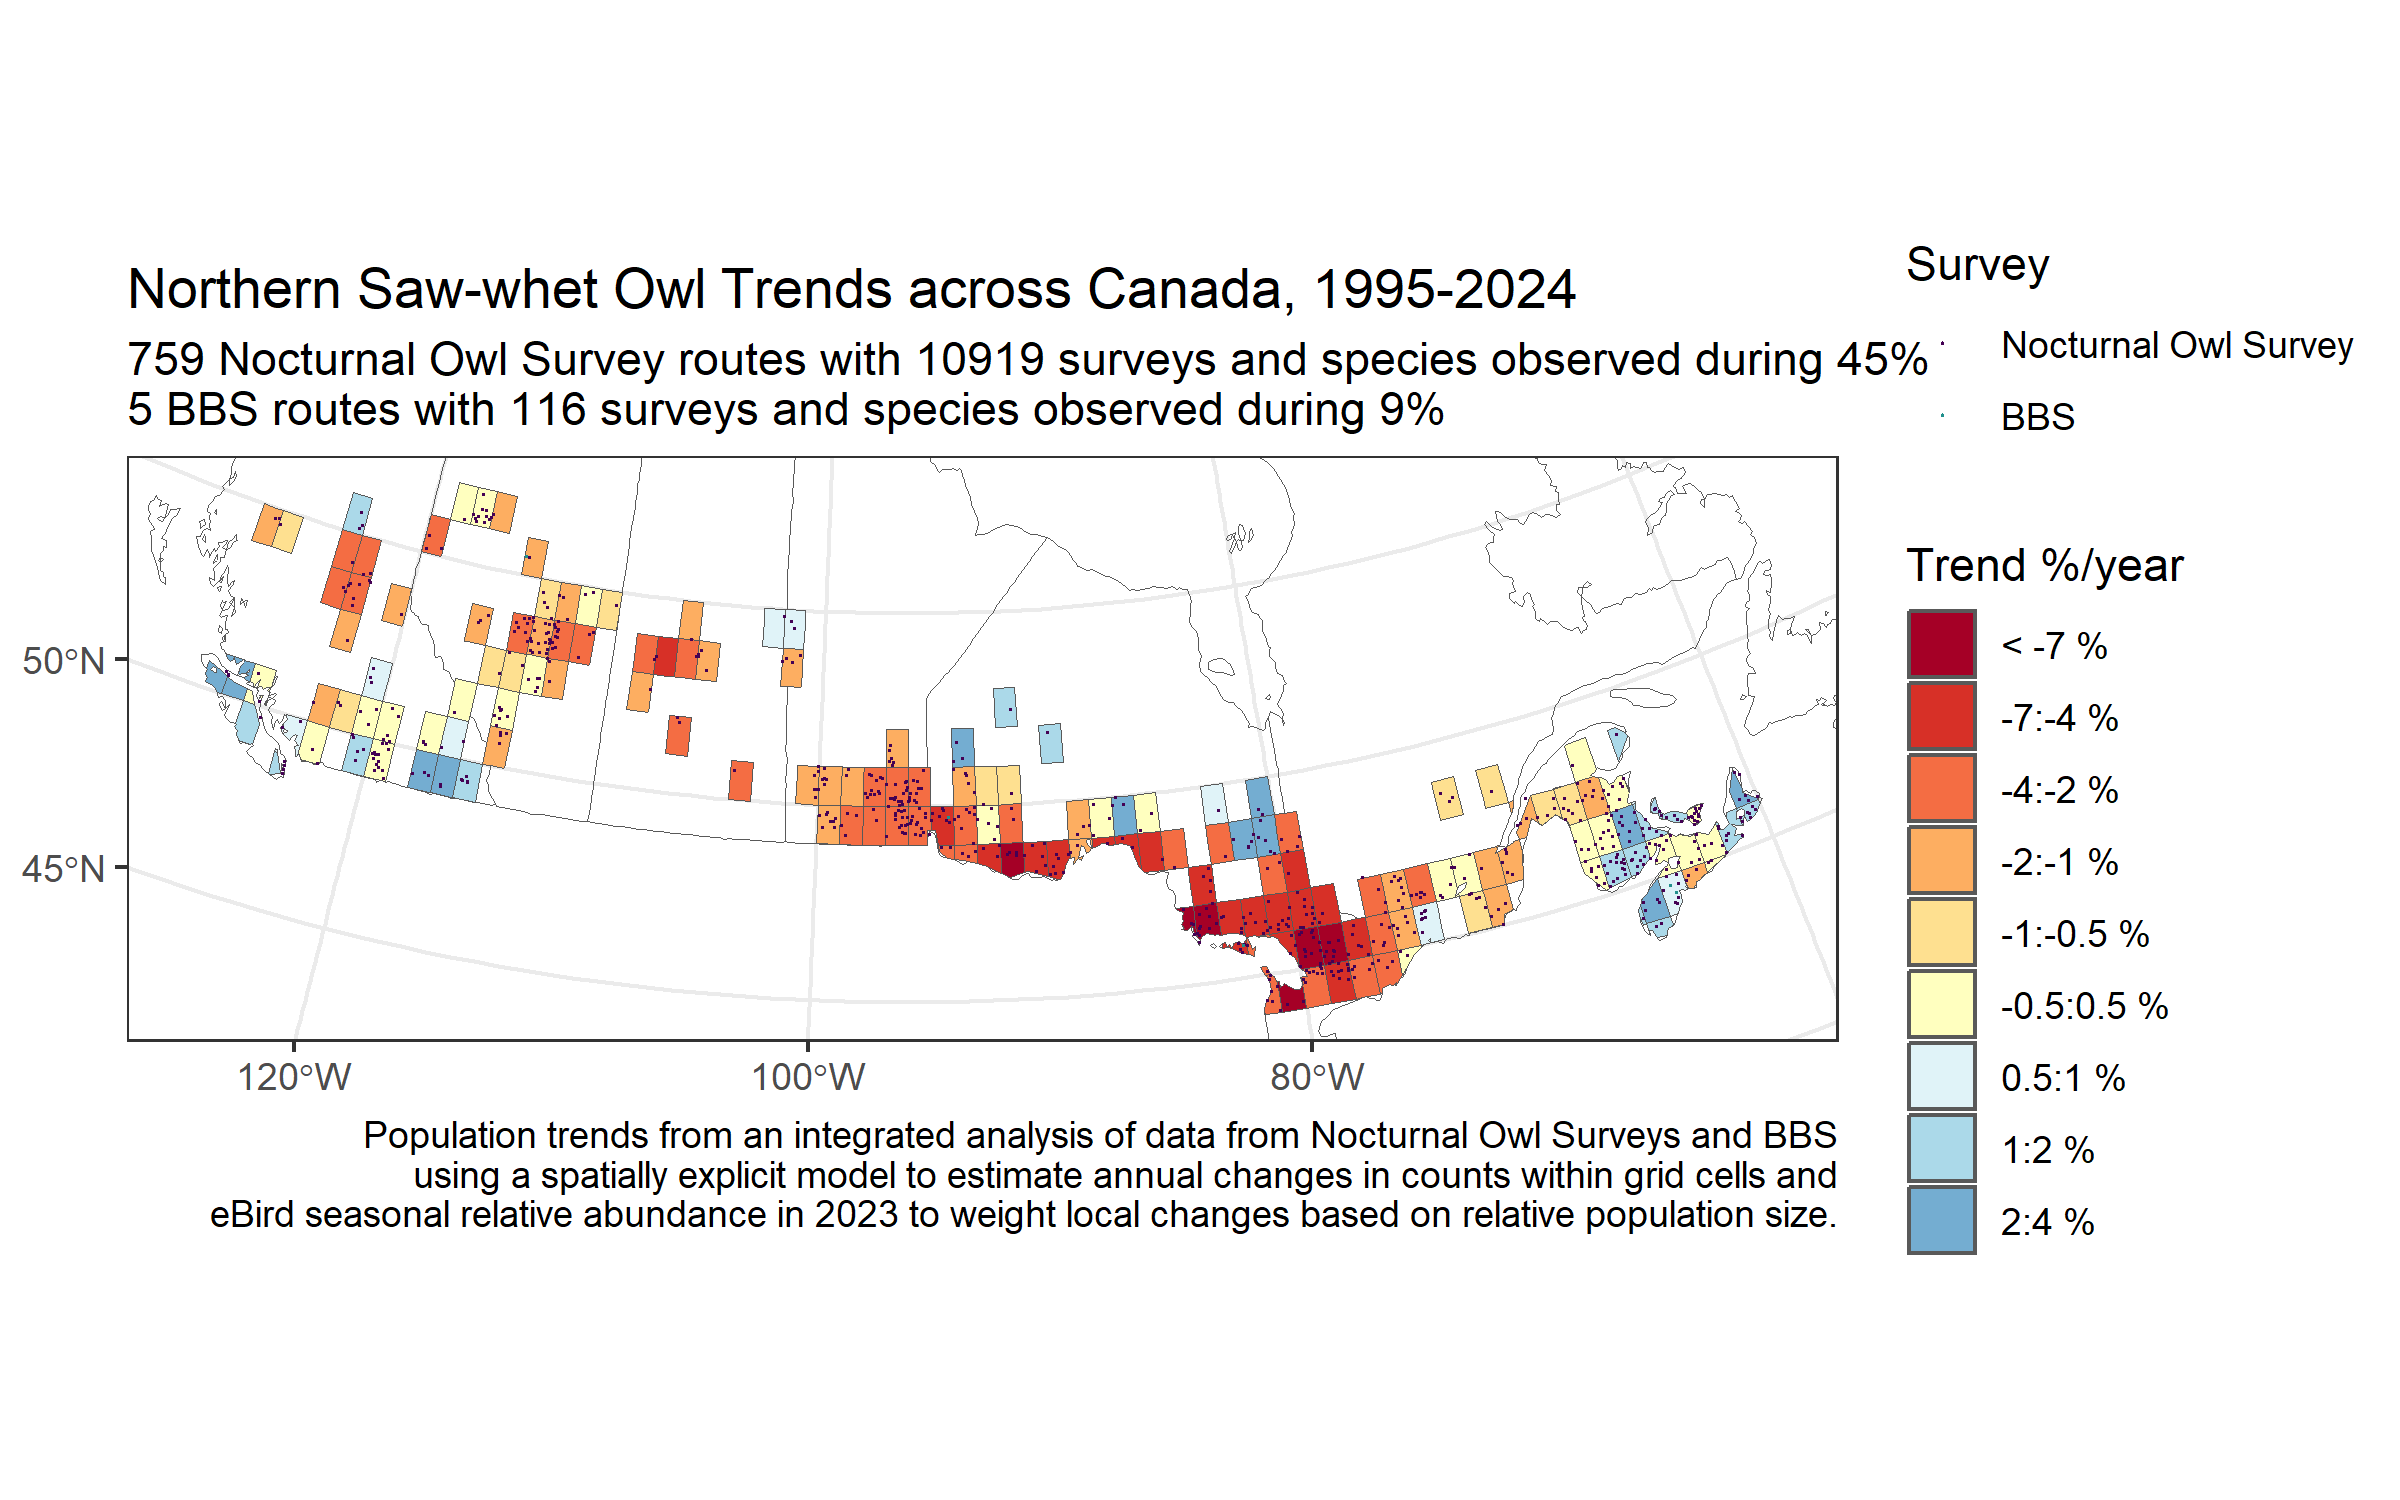 Northern Saw-whet Owl Trends across Canada, 1995-2024
759 Nocturnal Owl Survey routes with 10919 surveys and species observed during 45%
5 BBS routes with 116 surveys and species observed during 9%
Survey
Nocturnal Owl Survey
BBS
Trend %/year
< -7 %
-7:-4 %
-4:-2 %
-2:-1 %
-1:-0.5 %
-0.5:0.5 %
0.5:1 %
1:2 %
2:4 %
50°N
45°N
120°W
100°W
80°W
Population trends from an integrated analysis of data from Nocturnal Owl Surveys and BBS
using a spatially explicit model to estimate annual changes in counts within grid cells and
eBird seasonal relative abundance in 2023 to weight local changes based on relative population size.